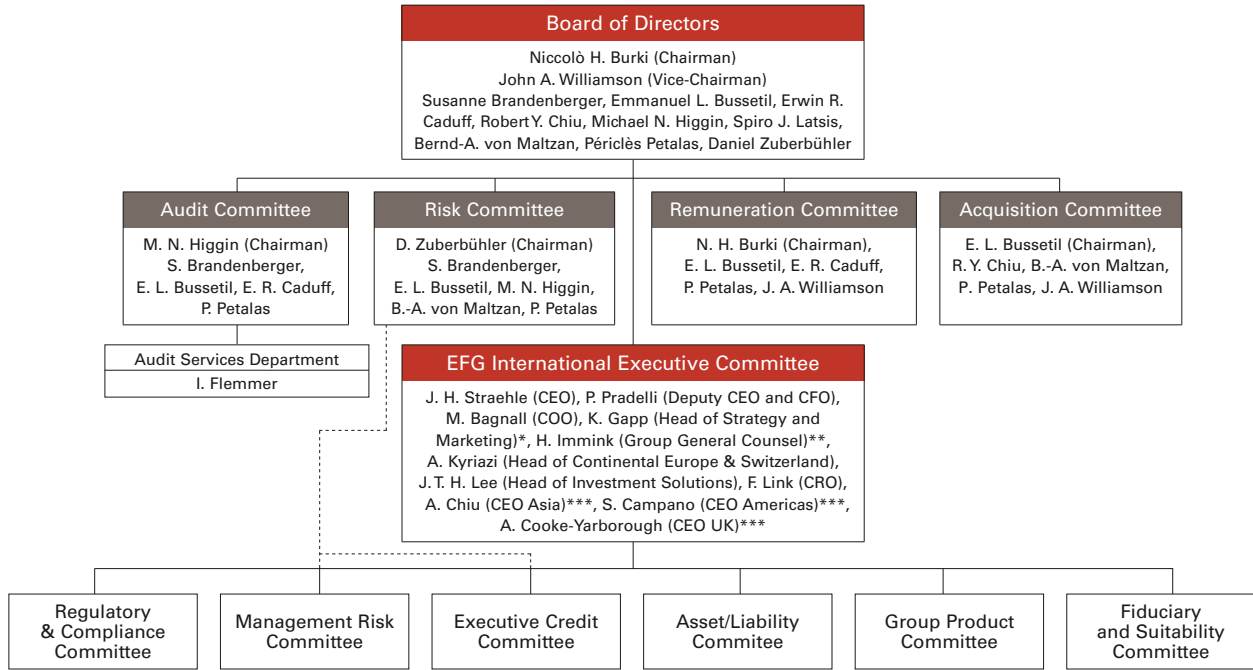 Board of Directors
Niccolò H. Burki (Chairman)
John A. Williamson (Vice-Chairman)
Susanne Brandenberger, Emmanuel L. Bussetil, Erwin R.
Caduff, Robert Y. Chiu, Michael N. Higgin, Spiro J. Latsis,
Bernd-A. von Maltzan, Périclès Petalas, Daniel Zuberbühler
Audit Committee
M. N. Higgin (Chairman)
S. Brandenberger,
E. L. Bussetil, E. R. Caduff,
P. Petalas
Risk Committee
D. Zuberbühler (Chairman)
S. Brandenberger,
E. L. Bussetil, M. N. Higgin,
B.-A. von Maltzan, P. Petalas
Remuneration Committee
N. H. Burki (Chairman),
E. L. Bussetil, E. R. Caduff,
P. Petalas, J. A. Williamson
Acquisition Committee
E. L. Bussetil (Chairman),
R. Y. Chiu, B.-A. von Maltzan,
P. Petalas, J. A. Williamson
Audit Services Department
I. Flemmer
EFG International Executive Committee
J. H. Straehle (CEO), P. Pradelli (Deputy CEO and CFO),
M. Bagnall (COO), K. Gapp (Head of Strategy and
Marketing)*, H. Immink (Group General Counsel)**,
A. Kyriazi (Head of Continental Europe & Switzerland),
J. T. H. Lee (Head of Investment Solutions), F. Link (CRO),
A. Chiu (CEO Asia)***, S. Campano (CEO Americas)***,
A. Cooke-Yarborough (CEO UK)***
Regulatory
& Compliance
Committee
Management Risk
Committee
Executive Credit
Committee
Asset/Liability
Commitee
Group Product
Committee
Fiduciary
and Suitability
Committee